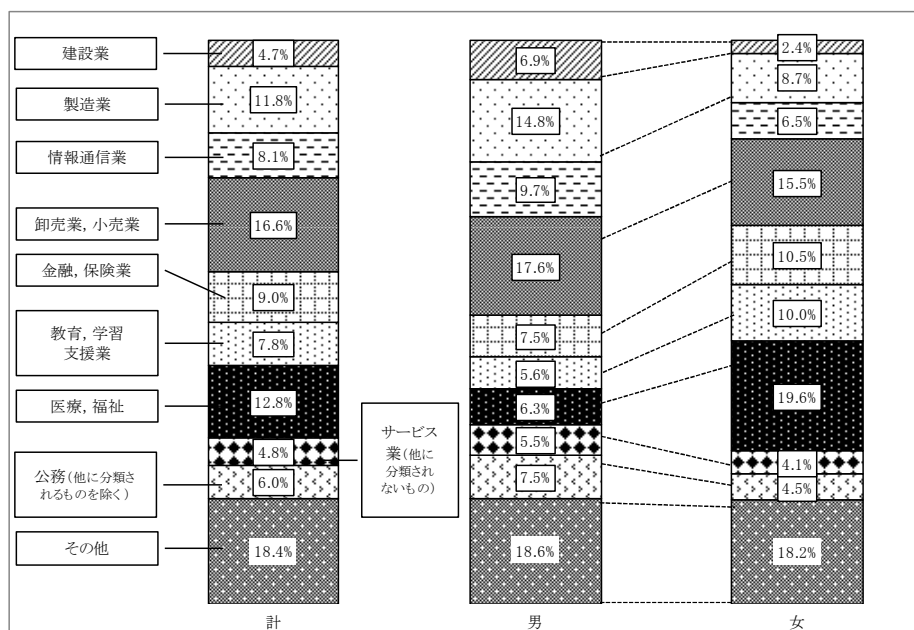 建設業
製造業
情報通信業
卸売業, 小売業
金融, 保険業
教育, 学習
支援業
医療, 福祉
公務(他に分類さ
れるものを除く)
その他
4.7%
11.8%
8.1%
16.6%
9.0%
7.8%
12.8%
4.8%
6.0%
18.4%
計
サービス
業(他に
分類され
ないもの)
6.9%
14.8%
9.7%
17.6%
7.5%
5.6%
6.3%
5.5%
7.5%
18.6%
男
2.4%
8.7%
6.5%
15.5%
10.5%
10.0%
19.6%
4.1%
4.5%
18.2%
女